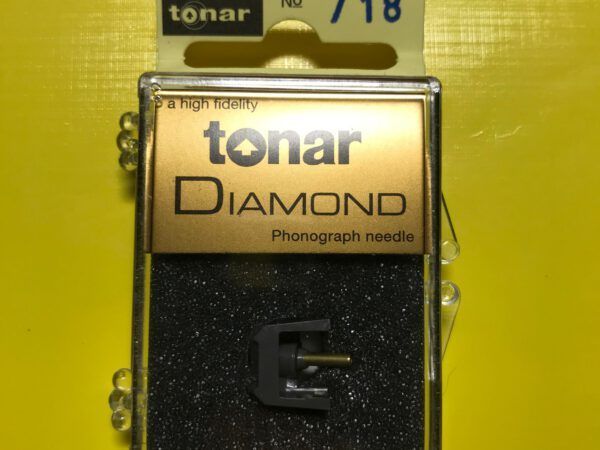 tonar No 718
a high fidelity
tonar
DIAMOND
Phonograph needle